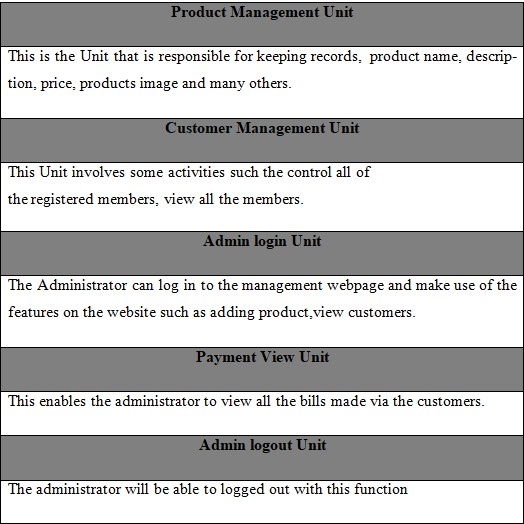 Product Management Unit
This is the Unit that is responsible for keeping records, product name, descrip-
tion, price, products image and many others.
Customer Management Unit
This Unit involves some activities such the control all of
the registered members, view all the members.
Admin login Unit
The Administrator can log in to the management webpage and make use of the
features on the website such as adding product,view customers.
Payment View Unit
This enables the administrator to view all the bills made via the customers.
Admin logout Unit
The administrator will be able to logged out with this function